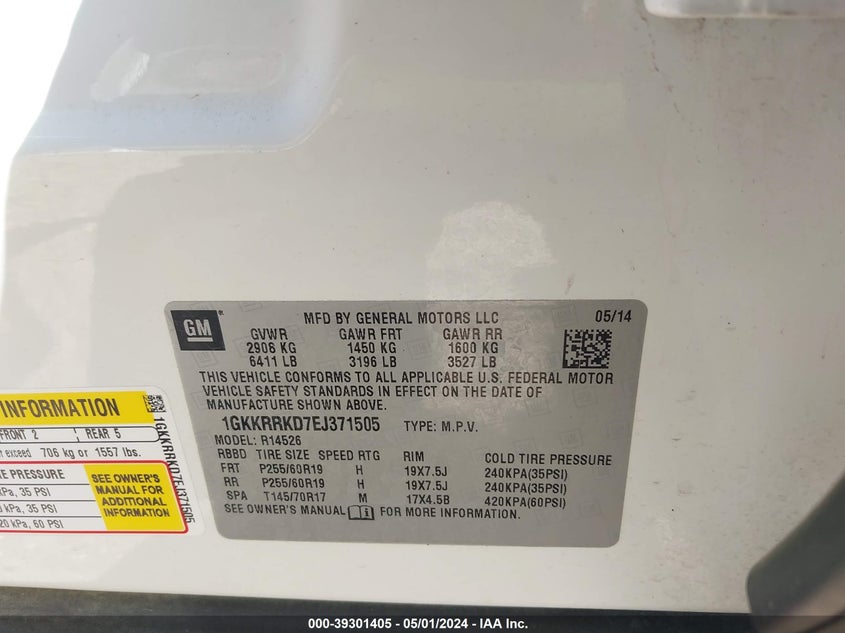 GM
MFD BY GENERAL MOTORS LLC 05/14
GVWR GAWR FRT GAWR RR
2906 KG 1450 KG 1600 KG
6411 LB 3196 LB 3527 LB
THIS VEHICLE CONFORMS TO ALL APPLICABLE U.S. FEDERAL MOTOR
VEHICLE SAFETY STANDARDS IN EFFECT ON THE DATE OF
MANUFACTURE SHOWN ABOVE.
1GKKRRKD7EJ371505 TYPE: M.P.V.
MODEL: R14526
RBBD TIRE SIZE SPEED RTG RIM COLD TIRE PRESSURE
FRT P255/60R19 H 19X7.5J 240KPA(35PSI)
RR P255/60R19 H 19X7.5J 240KPA(35PSI)
SPA T145/70R17 M 17X4.5B 420KPA(60PSI)
SEE OWNER'S MANUAL FOR MORE INFORMATION.
INFORMATION
FRONT 2 REAR 5
exceed 706 kg or 1557 lbs.
PRESSURE
kPa, 35 PSI
kPa, 35 PSI
20 kPa, 60 PSI
SEE OWNER'S
MANUAL FOR
ADDITIONAL
INFORMATION
1GKKRRKD7EJ371505
000-39301405 - 05/01/2024 - IAA Inc.